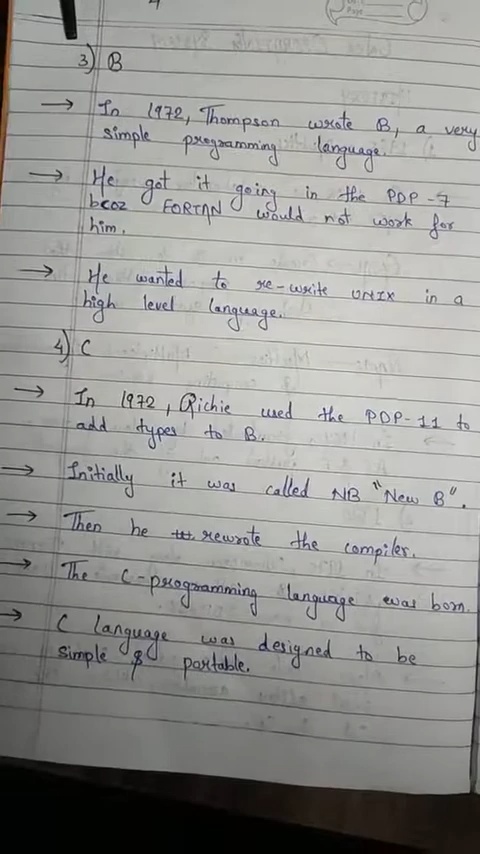 3) B
→ In 1972, Thompson wrote B, a very
simple programming language.
→ He got it going in the PDP-7
bcoz FORTAN would not work for
him.
→ He wanted to re-write UNIX in a
high level language.
4) C
→ In 1972, Richie used the PDP-11 to
add types to B.
→ Initially it was called NB "New B".
→ Then he rewrote the compiler.
→ The C-programming language was born.
→ C language was designed to be
simple & portable.